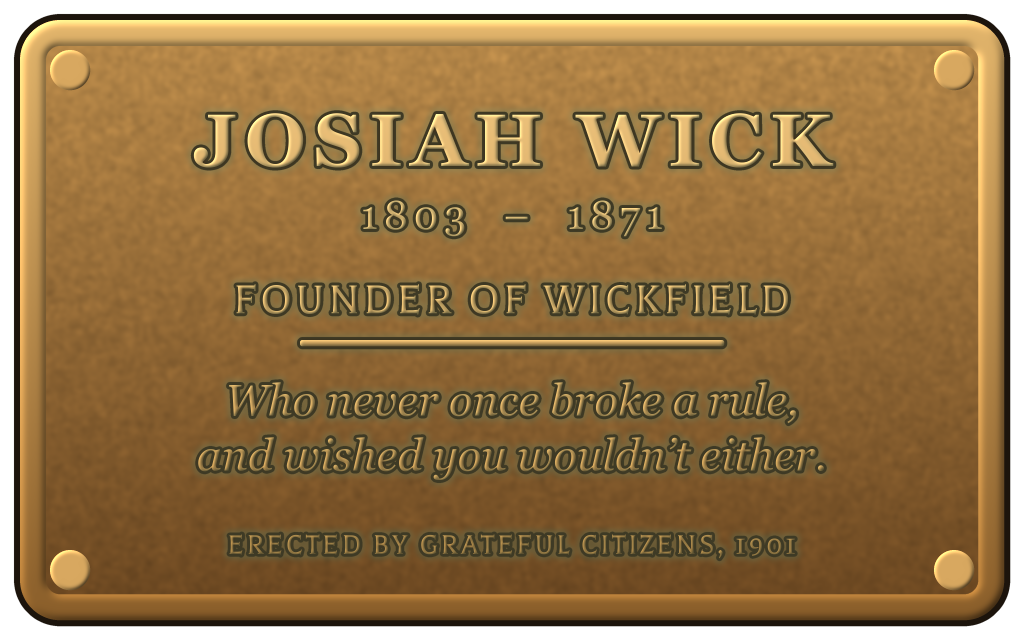 JOSIAH WICK
1803 – 1871
FOUNDER OF WICKFIELD
Who never once broke a rule,
and wished you wouldn’t either.
ERECTED BY GRATEFUL CITIZENS, 1901